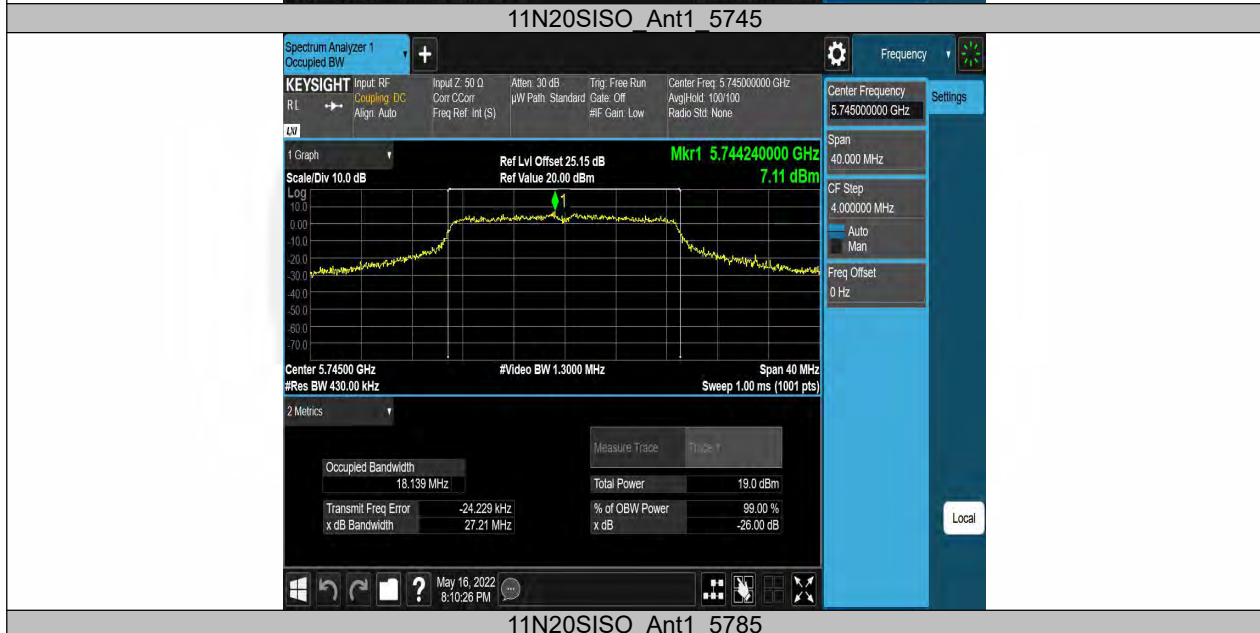 11N20SISO_Ant1_5745
Spectrum Analyzer 1
Occupied BW
+
Frequency
KEYSIGHT
Input: RF
Coupling: DC
Align: Auto
Input Z: 50 Ω
Corr CCorr
Freq Ref: Int (S)
Atten: 30 dB
µW Path: Standard
Trig: Free Run
Gate: Off
#IF Gain: Low
Center Freq: 5.745000000 GHz
Avg|Hold: 100/100
Radio Std: None
R L
LXI
Center Frequency
5.745000000 GHz
Settings
Span
40.000 MHz
CF Step
4.000000 MHz
Auto
Man
Freq Offset
0 Hz
Local
1 Graph
Scale/Div 10.0 dB
Ref Lvl Offset 25.15 dB
Ref Value 20.00 dBm
Mkr1 5.744240000 GHz
7.11 dBm
Log
1
10.0
0.00
-10.0
-20.0
-30.0
-40.0
-50.0
-60.0
-70.0
Center 5.74500 GHz
#Video BW 1.3000 MHz
Span 40 MHz
#Res BW 430.00 kHz
Sweep 1.00 ms (1001 pts)
2 Metrics
Measure Trace
Trace 1
Occupied Bandwidth
18.139 MHz
Total Power 19.0 dBm
Transmit Freq Error -24.229 kHz
% of OBW Power 99.00 %
x dB Bandwidth 27.21 MHz
x dB -26.00 dB
?
May 16, 2022
8:10:26 PM
11N20SISO_Ant1_5785